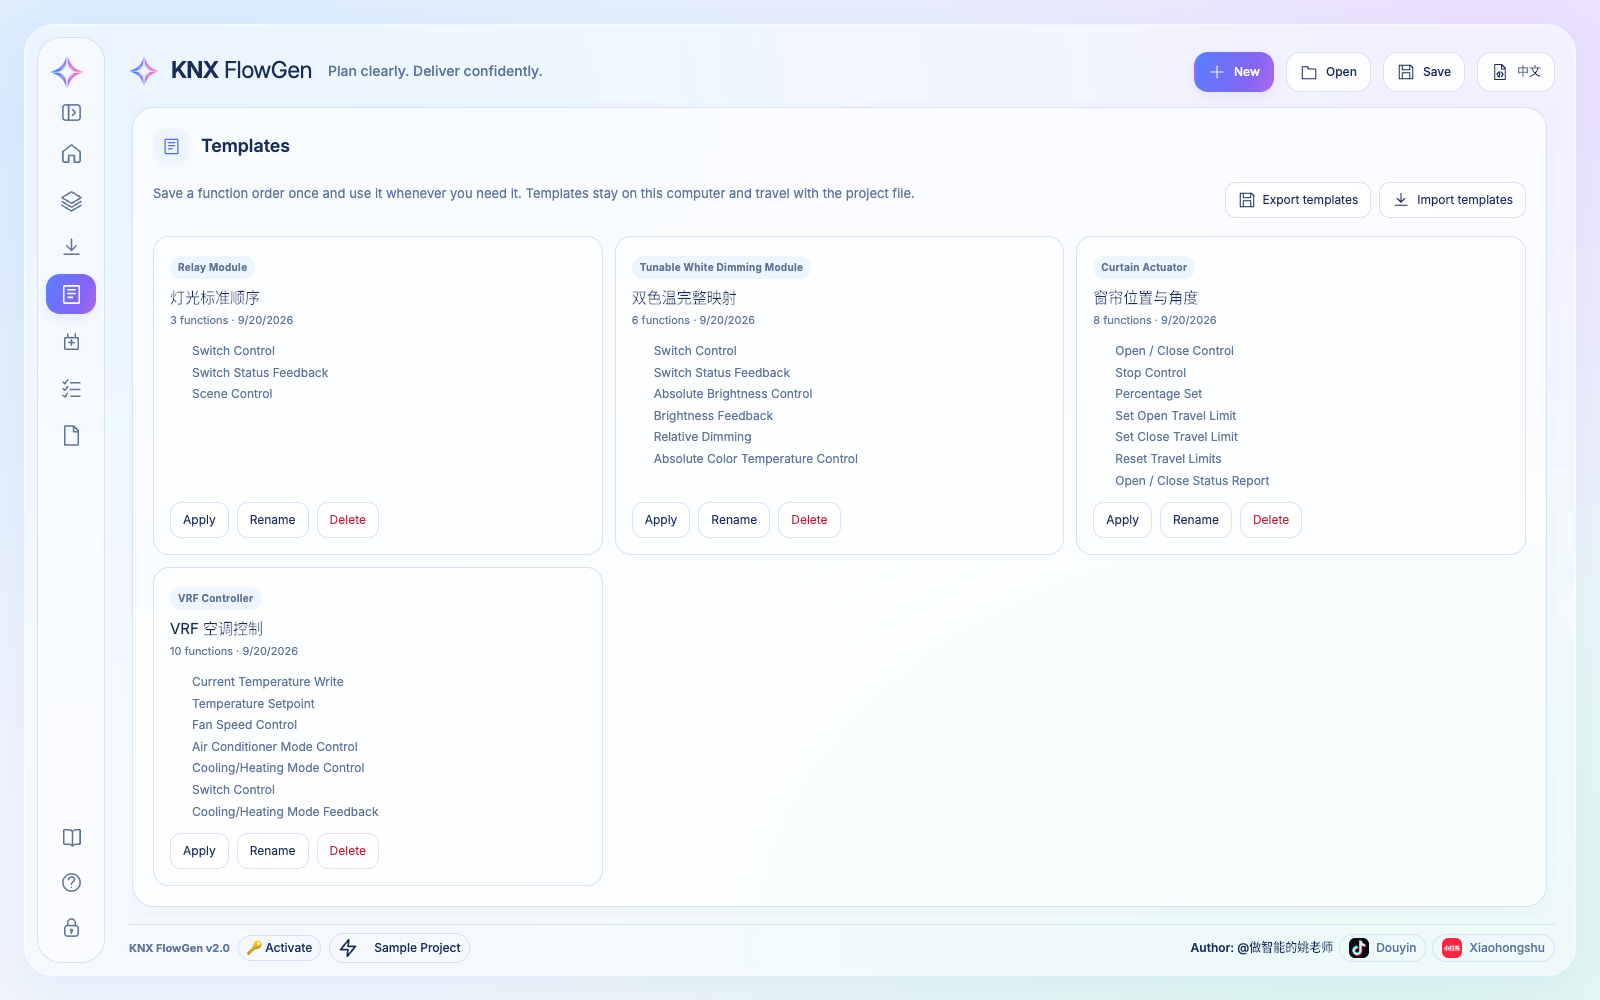 KNX FlowGen
Plan clearly. Deliver confidently.
New
Open
Save
中文
Templates
Save a function order once and use it whenever you need it. Templates stay on this computer and travel with the project file.
Export templates
Import templates
Relay Module
灯光标准顺序
3 functions · 9/20/2026
Switch Control
Switch Status Feedback
Scene Control
Apply
Rename
Delete
Tunable White Dimming Module
双色温完整映射
6 functions · 9/20/2026
Switch Control
Switch Status Feedback
Absolute Brightness Control
Brightness Feedback
Relative Dimming
Absolute Color Temperature Control
Apply
Rename
Delete
Curtain Actuator
窗帘位置与角度
8 functions · 9/20/2026
Open / Close Control
Stop Control
Percentage Set
Set Open Travel Limit
Set Close Travel Limit
Reset Travel Limits
Open / Close Status Report
Apply
Rename
Delete
VRF Controller
VRF 空调控制
10 functions · 9/20/2026
Current Temperature Write
Temperature Setpoint
Fan Speed Control
Air Conditioner Mode Control
Cooling/Heating Mode Control
Switch Control
Cooling/Heating Mode Feedback
Apply
Rename
Delete
KNX FlowGen v2.0
Activate
Sample Project
Author: @做智能的姚老师
Douyin
Xiaohongshu